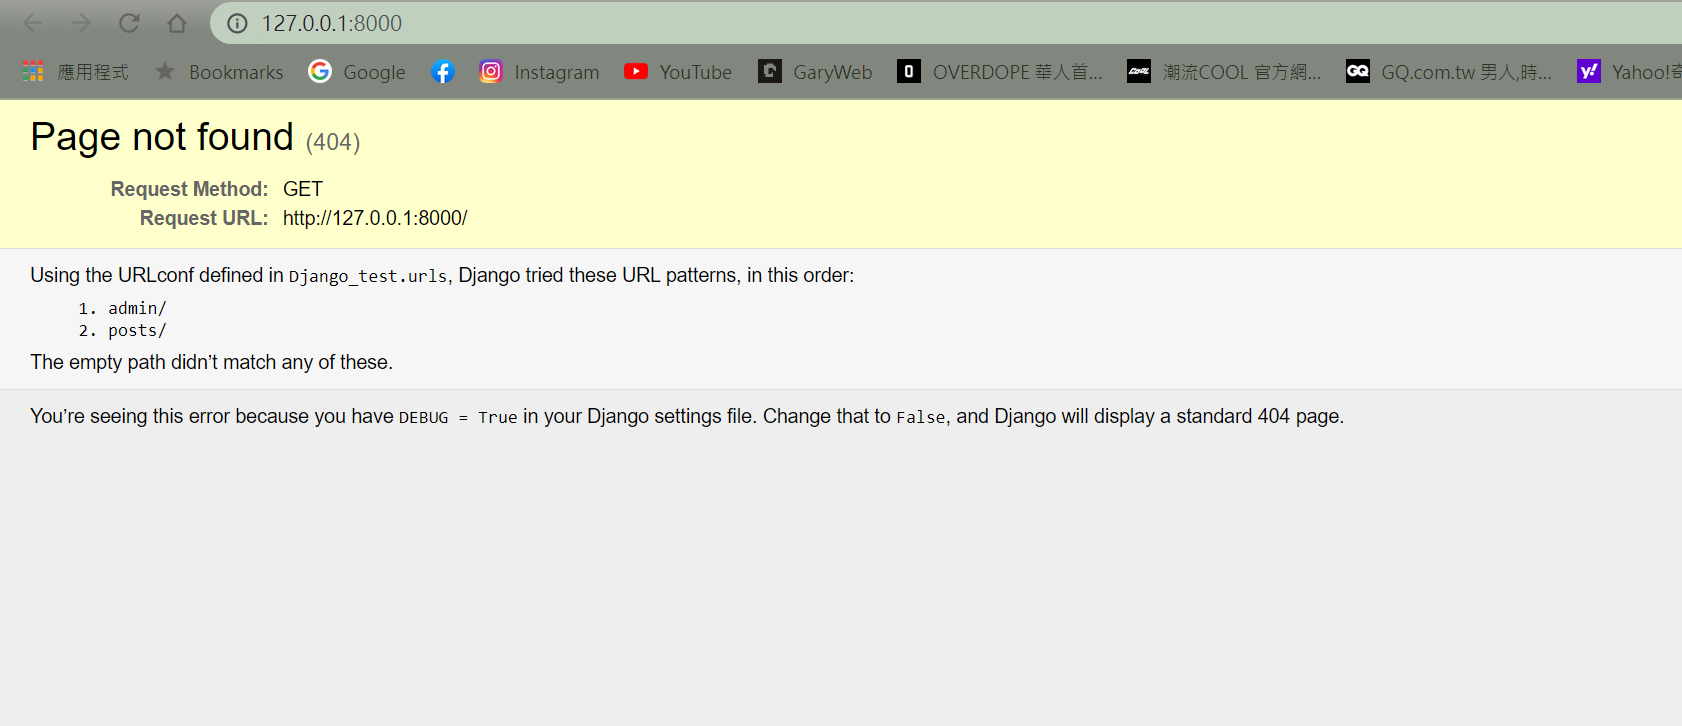 127.0.0.1:8000
應用程式 Bookmarks Google Instagram YouTube GaryWeb OVERDOPE 華人首... 潮流COOL 官方網... GQ GQ.com.tw 男人,時... y! Yahoo!奇
Page not found (404)
Request Method: GET
Request URL: http://127.0.0.1:8000/
Using the URLconf defined in Django_test.urls, Django tried these URL patterns, in this order:
1. admin/
2. posts/
The empty path didn’t match any of these.
You’re seeing this error because you have DEBUG = True in your Django settings file. Change that to False, and Django will display a standard 404 page.